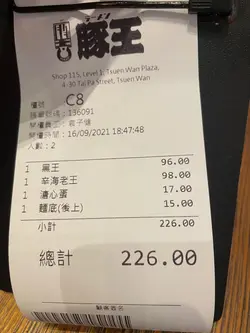 豚王
Shop 115, Level 1, Tsuen Wan Plaza,
4-30 Tai Pa Street, Tsuen Wan
C8
136091
16/09/2021 18:47:48
人數: 2
1 黑王 96.00
1 辛海老王 98.00
1 溏心蛋 17.00
1 麵底(後上) 15.00
小計 226.00
總計 226.00